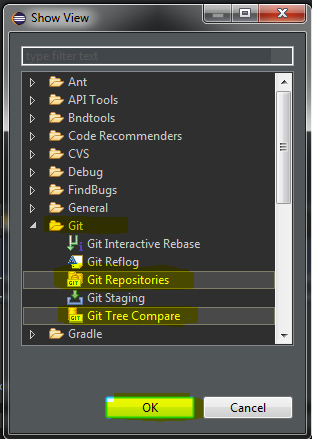 Show View
type filter text
Ant
API Tools
Bndtools
Code Recommenders
CVS
Debug
FindBugs
General
Git
Git Interactive Rebase
Git Reflog
Git Repositories
Git Staging
Git Tree Compare
Gradle
OK
Cancel